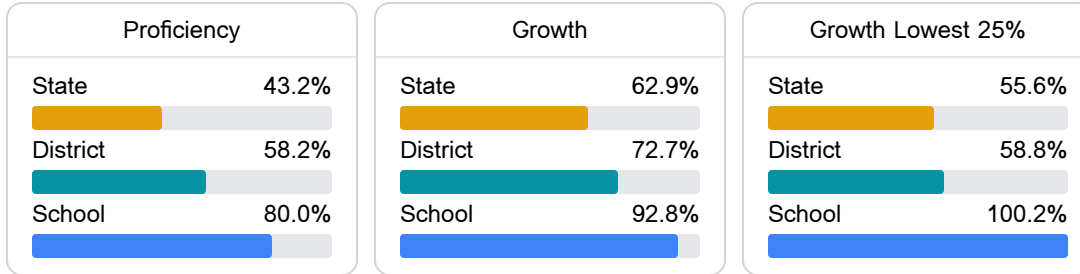 Proficiency
State 43.2%
District 58.2%
School 80.0%
Growth
State 62.9%
District 72.7%
School 92.8%
Growth Lowest 25%
State 55.6%
District 58.8%
School 100.2%